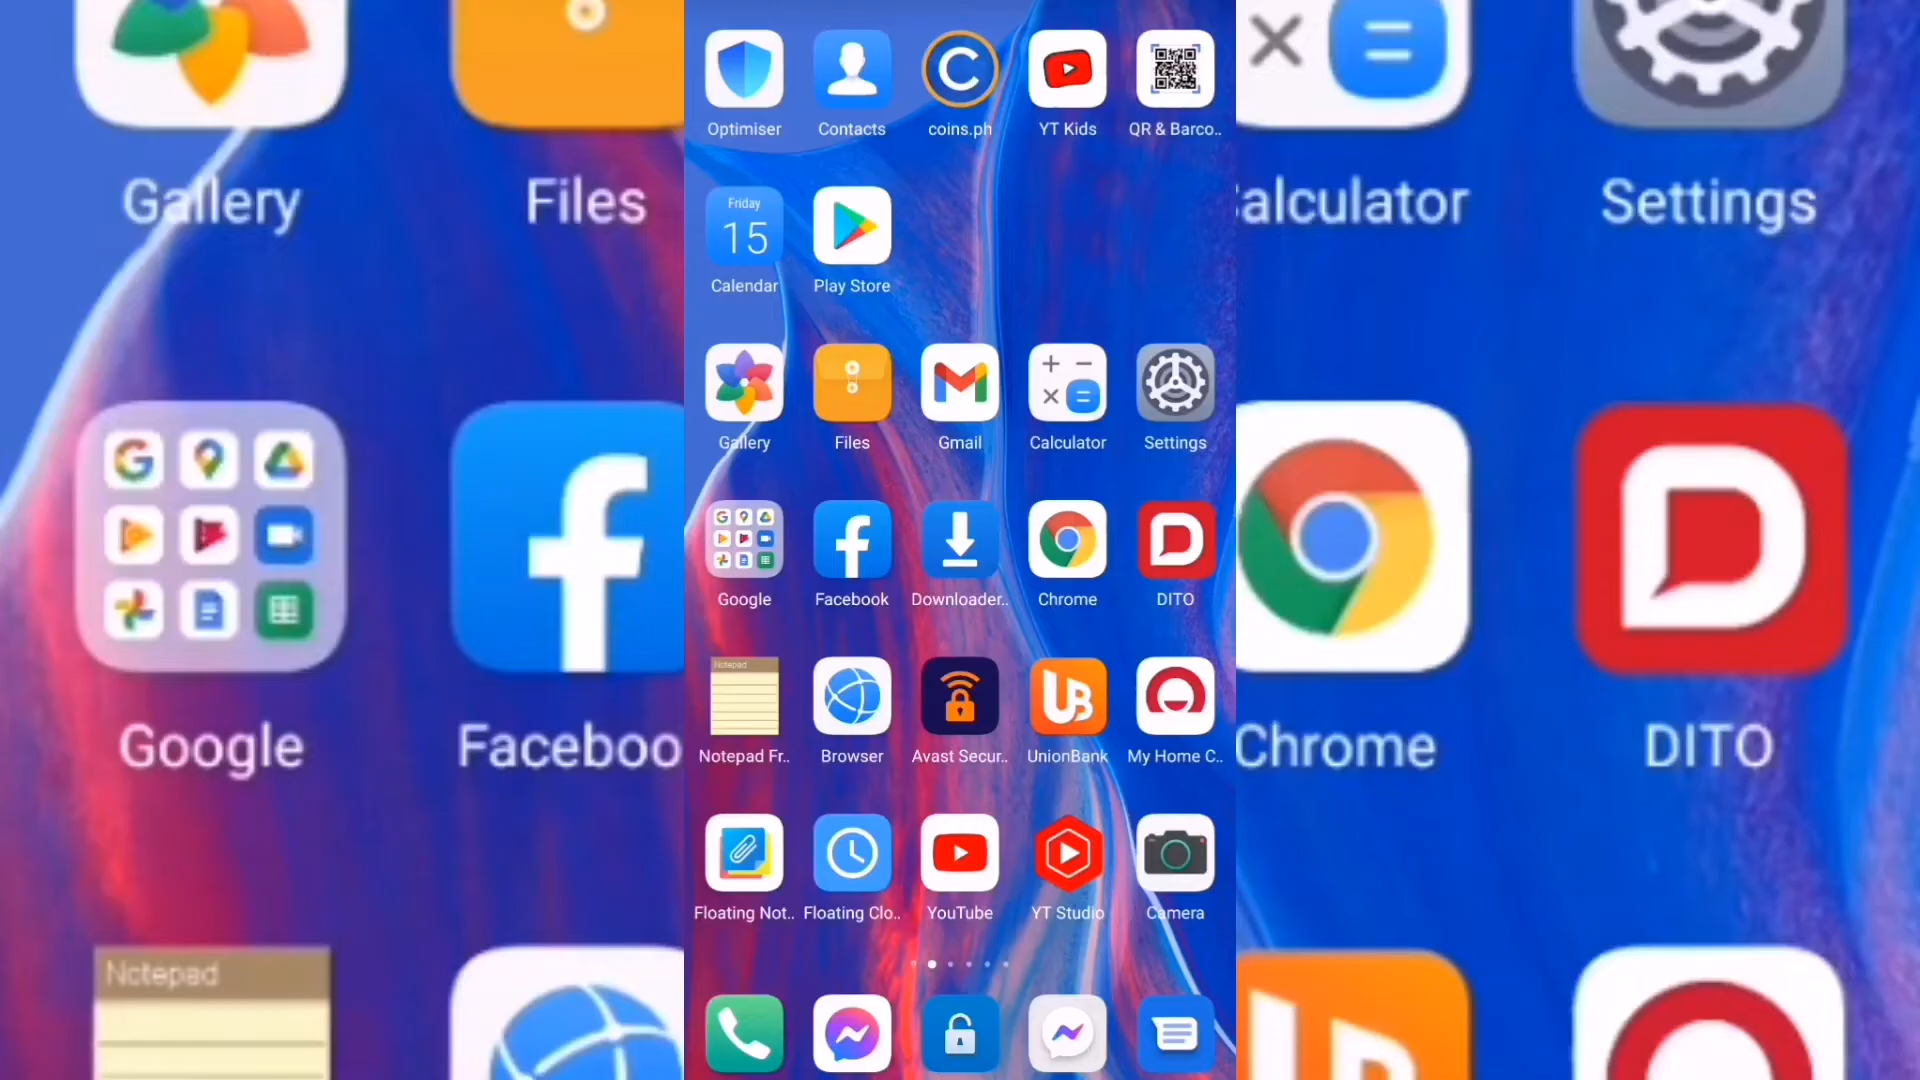 Optimiser Contacts coins.ph YT Kids QR & Barco..
Friday
15
Calendar Play Store
Gallery Files Gmail Calculator Settings
Google Facebook Downloader.. Chrome DITO
Notepad
Notepad Fr.. Browser Avast Secur.. UnionBank My Home C..
Floating Not.. Floating Clo.. YouTube YT Studio Camera
Gallery Files
Google Faceboo
Notepad
alculator Settings
Chrome DITO